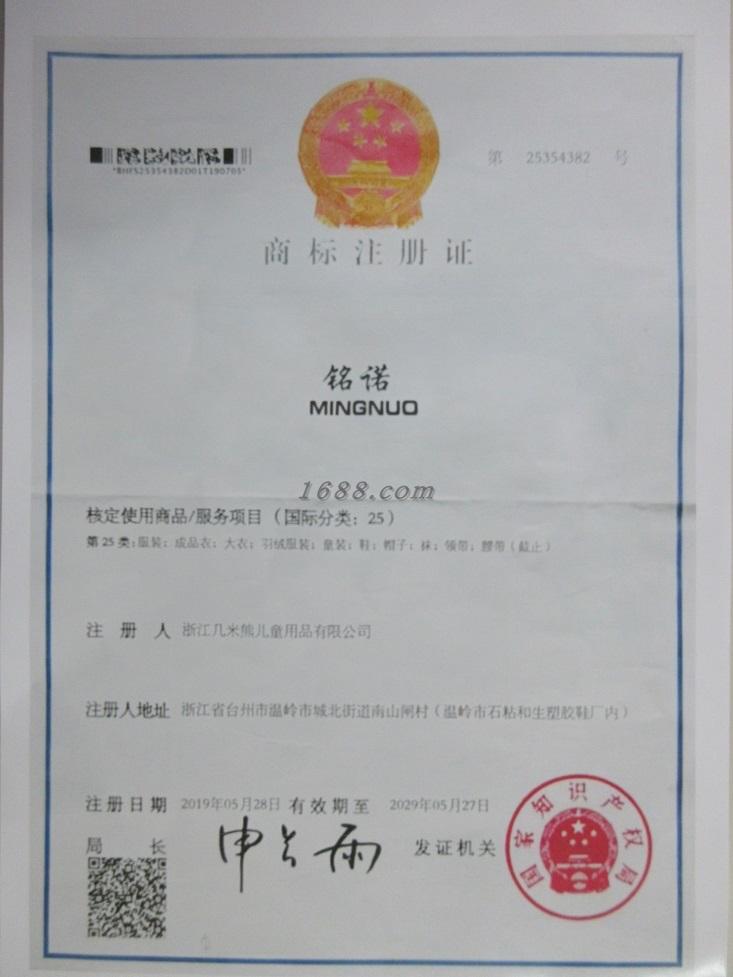 *BHFS25354382D01T190705*
第 25354382 号
商标注册证
铭诺
MINGNUO
1688.com
核定使用商品/服务项目（国际分类：25）
第25类:服装；成品衣；大衣；羽绒服装；童装；鞋；帽子；袜；领带；腰带（截止）
注册人 浙江几米熊儿童用品有限公司
注册人地址 浙江省台州市温岭市城北街道南山闸村（温岭市石粘和生塑胶鞋厂内）
注册日期 2019年05月28日 有效期至 2029年05月27日
局长 申长雨 发证机关
国家知识产权局